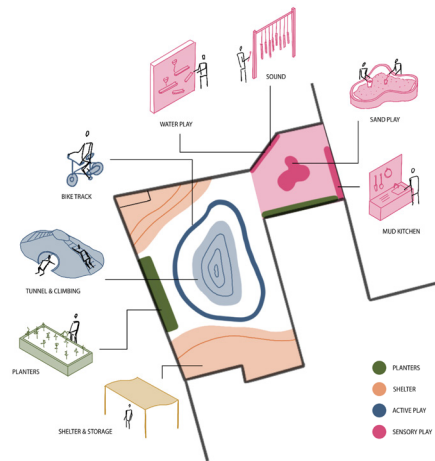 SOUND
WATER PLAY
SAND PLAY
BIKE TRACK
MUD KITCHEN
TUNNEL & CLIMBING
PLANTERS
SHELTER & STORAGE
PLANTERS
SHELTER
ACTIVE PLAY
SENSORY PLAY